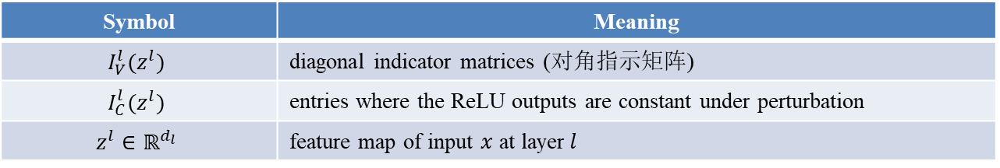 Symbol Meaning
$I_V^l(z^l)$ diagonal indicator matrices (对角指示矩阵)
$I_C^l(z^l)$ entries where the ReLU outputs are constant under perturbation
$z^l \in \mathbb{R}^{d_l}$ feature map of input $x$ at layer $l$